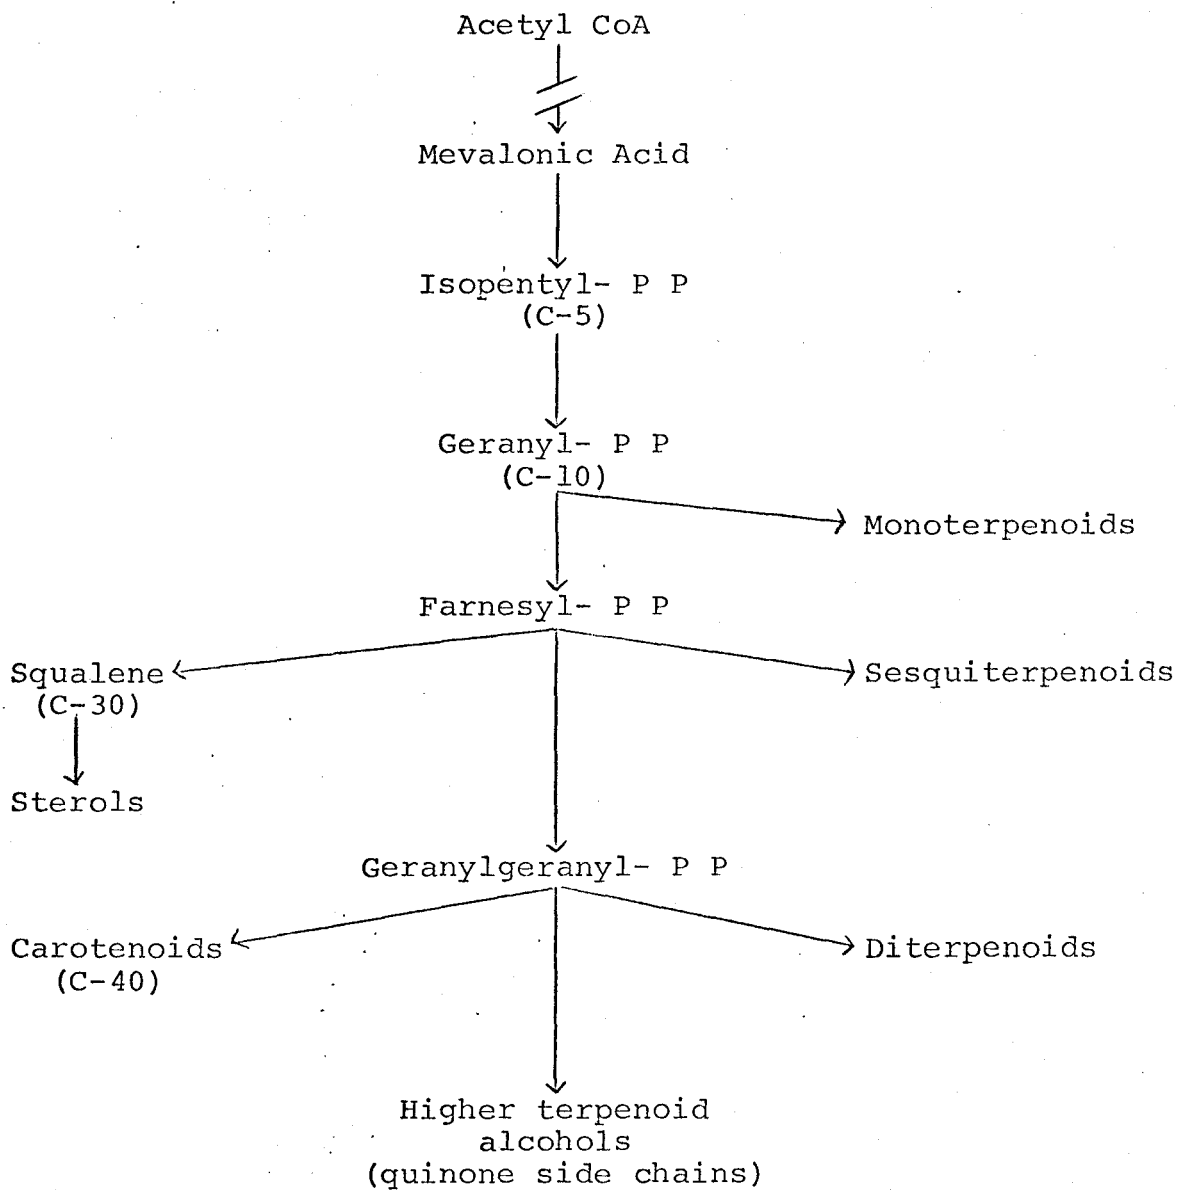 Acetyl CoA
Mevalonic Acid
Isopentyl- P P
(C-5)
Geranyl- P P
(C-10)
Monoterpenoids
Farnesyl- P P
Squalene
(C-30)
Sesquiterpenoids
Sterols
Geranylgeranyl- P P
Carotenoids
(C-40)
Diterpenoids
Higher terpenoid
alcohols
(quinone side chains)